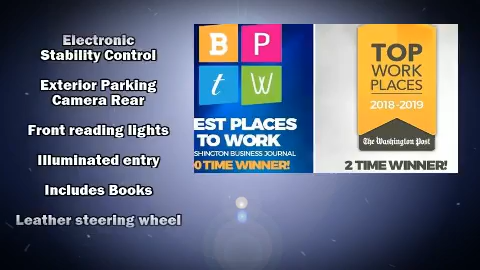 Electronic
Stability Control
Exterior Parking
Camera Rear
Front reading lights
Illuminated entry
Includes Books
Leather steering wheel
B P
t W
EST PLACES
TO WORK
SHINGTON BUSINESS JOURNAL
0 TIME WINNER!
TOP
WORK
PLACES
2018-2019
The Washington Post
2 TIME WINNER!